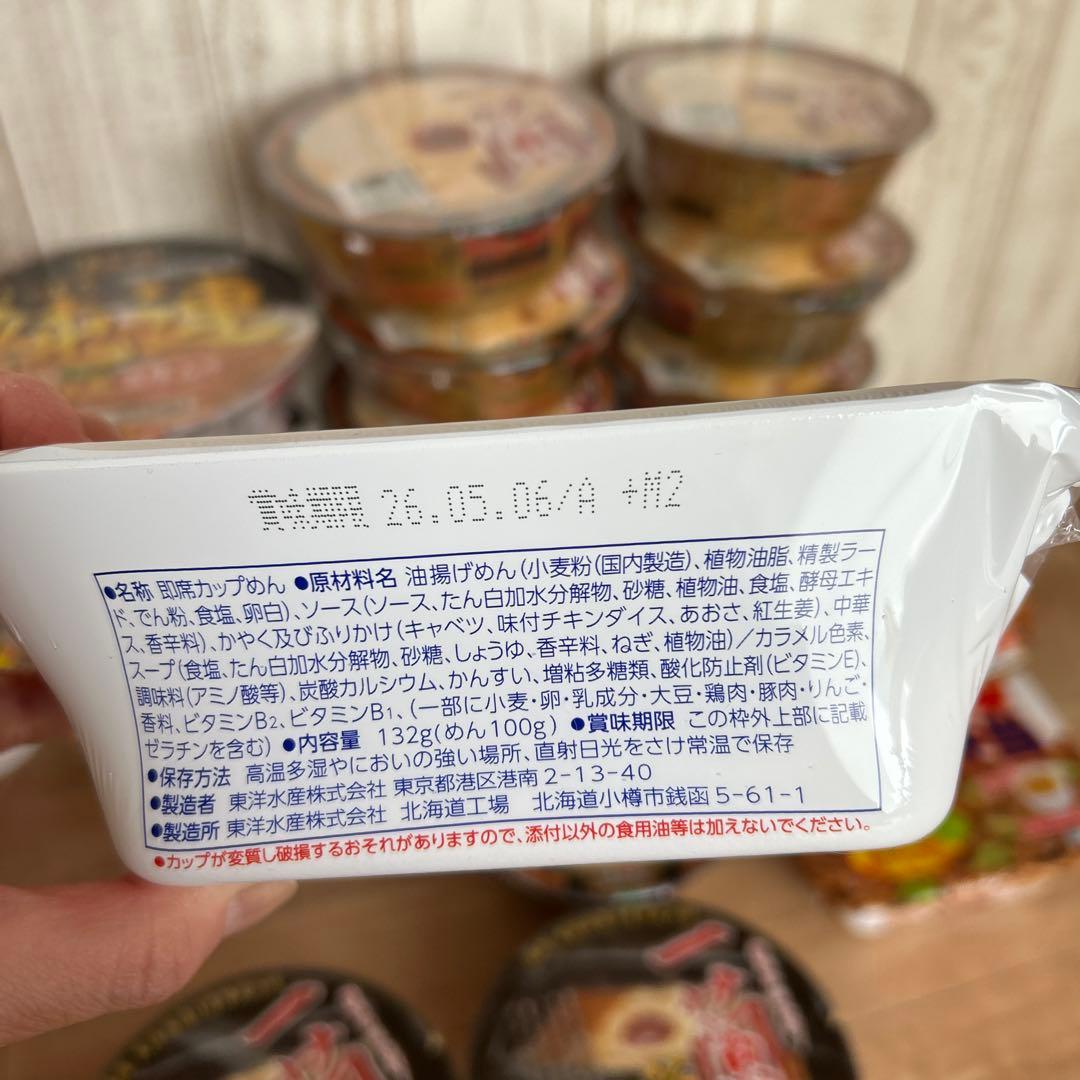 賞味期限 26.05.06/A +M2
●名称 即席カップめん ●原材料名 油揚げめん(小麦粉(国内製造)、植物油脂、精製ラー
ド、でん粉、食塩、卵白)、ソース(ソース、たん白加水分解物、砂糖、植物油、食塩、酵母エキ
ス、香辛料)、かやく及びふりかけ(キャベツ、味付チキンダイス、あおさ、紅生姜)、中華
スープ(食塩、たん白加水分解物、砂糖、しょうゆ、香辛料、ねぎ、植物油)/カラメル色素、
調味料(アミノ酸等)、炭酸カルシウム、かんすい、増粘多糖類、酸化防止剤(ビタミンE)、
香料、ビタミンB₂、ビタミンB₁、(一部に小麦・卵・乳成分・大豆・鶏肉・豚肉・りんご・
ゼラチンを含む) ●内容量 132g(めん100g) ●賞味期限 この枠外上部に記載
●保存方法 高温多湿やにおいの強い場所、直射日光をさけ常温で保存
●製造者 東洋水産株式会社 東京都港区港南2-13-40
●製造所 東洋水産株式会社 北海道工場 北海道小樽市銭函5-61-1
●カップが変質し破損するおそれがありますので、添付以外の食用油等は加えないでください。